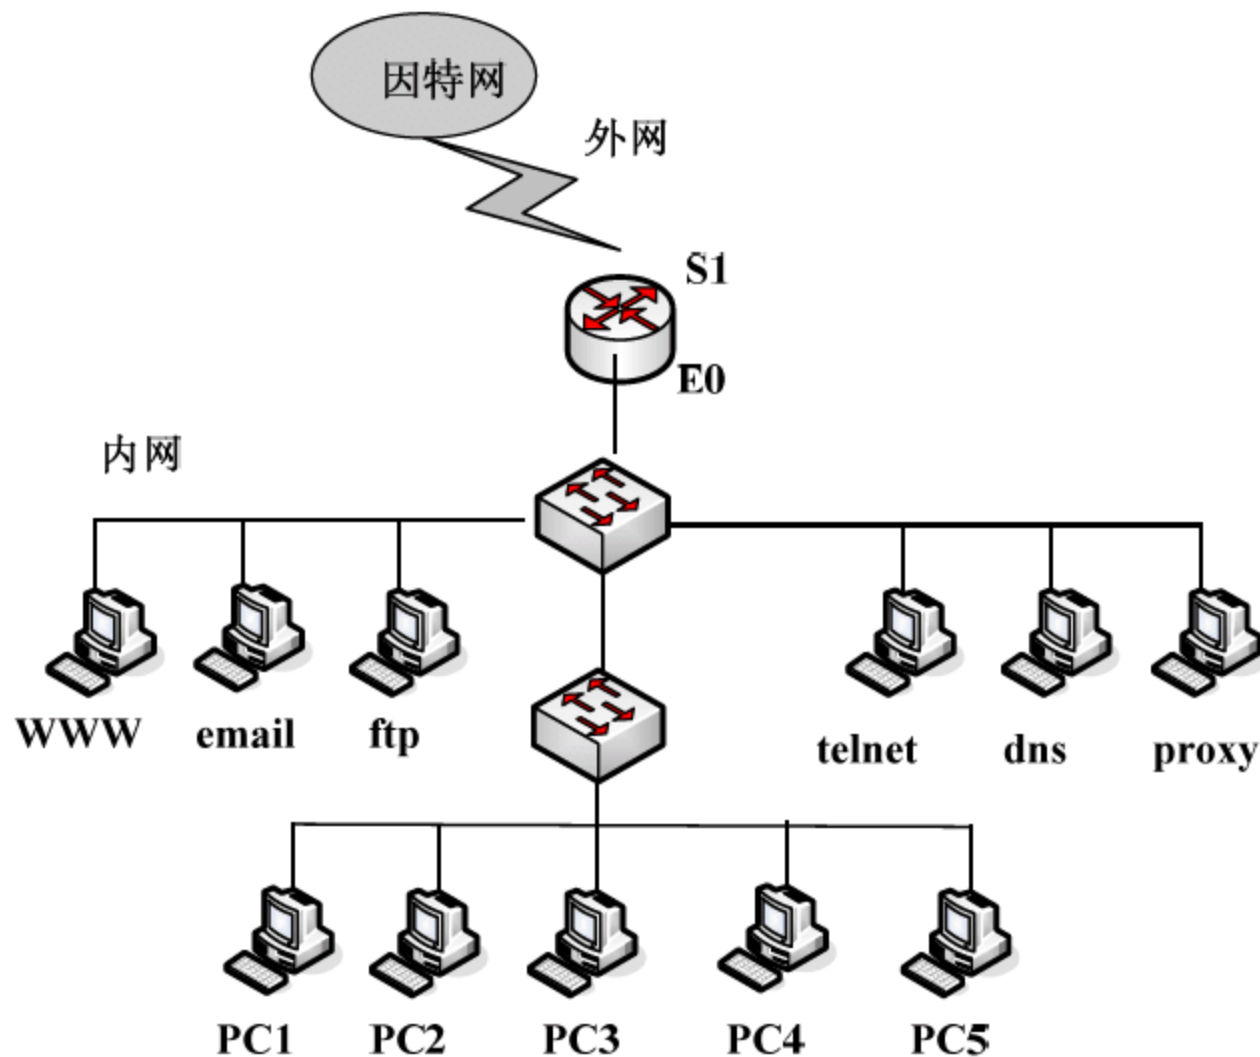 因特网
外网
S1
E0
内网
WWW
email
ftp
telnet
dns
proxy
PC1
PC2
PC3
PC4
PC5